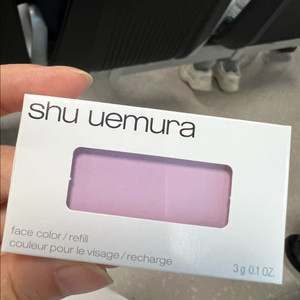 shu uemura
face color / refill
couleur pour le visage / recharge
3 g 0.1 OZ.